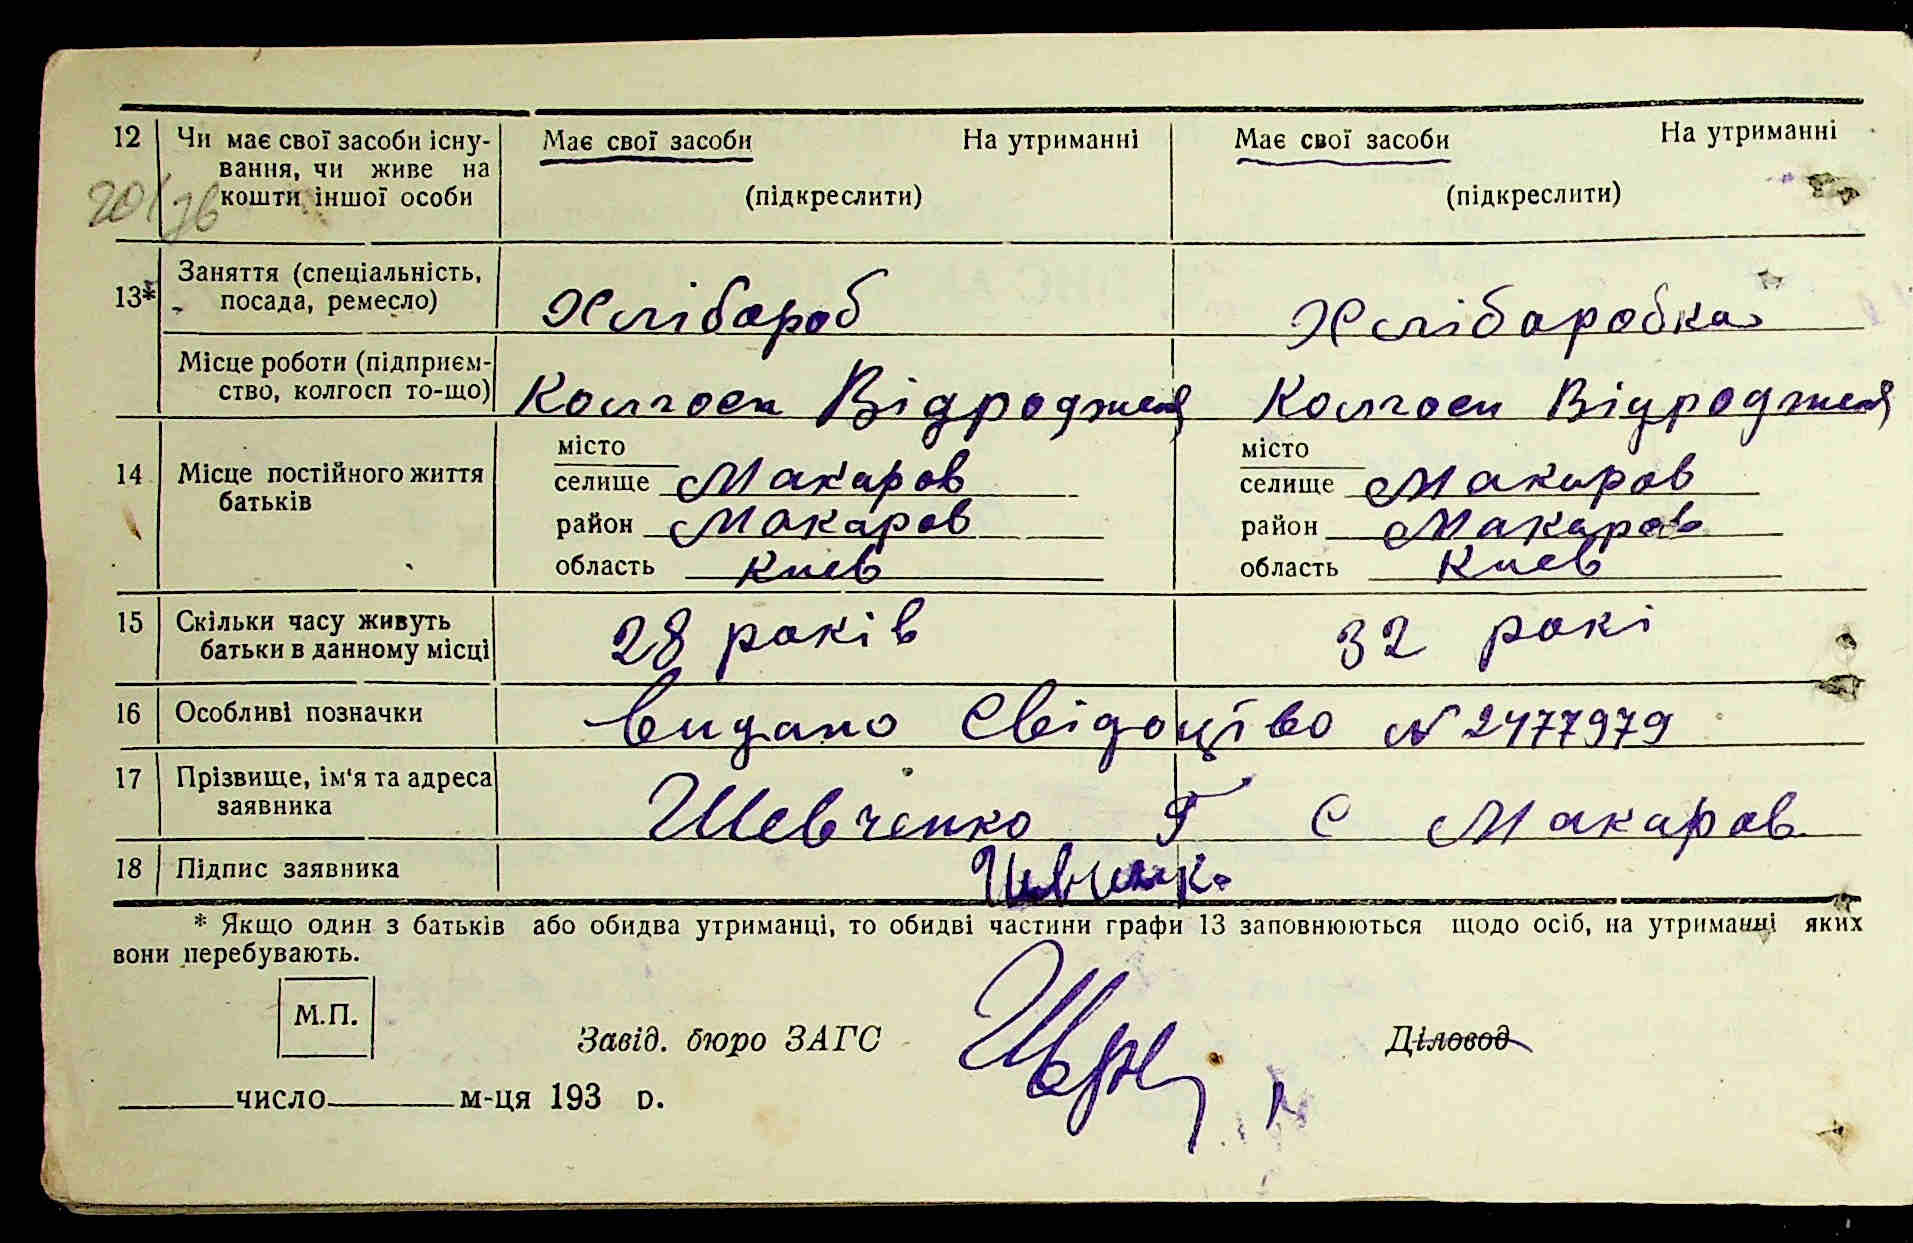 12 Чи має свої засоби існу- Має свої засоби На утриманні Має свої засоби На утриманні
вання, чи живе на
кошти іншої особи (підкреслити) (підкреслити)
13* Заняття (спеціальність,
посада, ремесло) Хлібароб Хлібаробка
Місце роботи (підприєм-
ство, колгосп то-що) Колгосп Відродженя Колгосп Відродженя
місто місто
14 Місце постійного життя селище Макаров селище Макаров
батьків
район Макаров район Макаров
область Киев область Киев
15 Скільки часу живуть
батьки в данному місці 28 років 32 рокі
16 Особливі позначки видано Свідоцтво № 2477979
17 Прізвище, ім'я та адреса
заявника Шевченко Г С Макаров
18 Підпис заявника
* Якщо один з батьків або обидва утриманці, то обидві частини графи 13 заповнюються щодо осіб, на утриманні яких
вони перебувають.
М.П.
Завід. бюро ЗАГС Діловод
число м-ця 193 р.